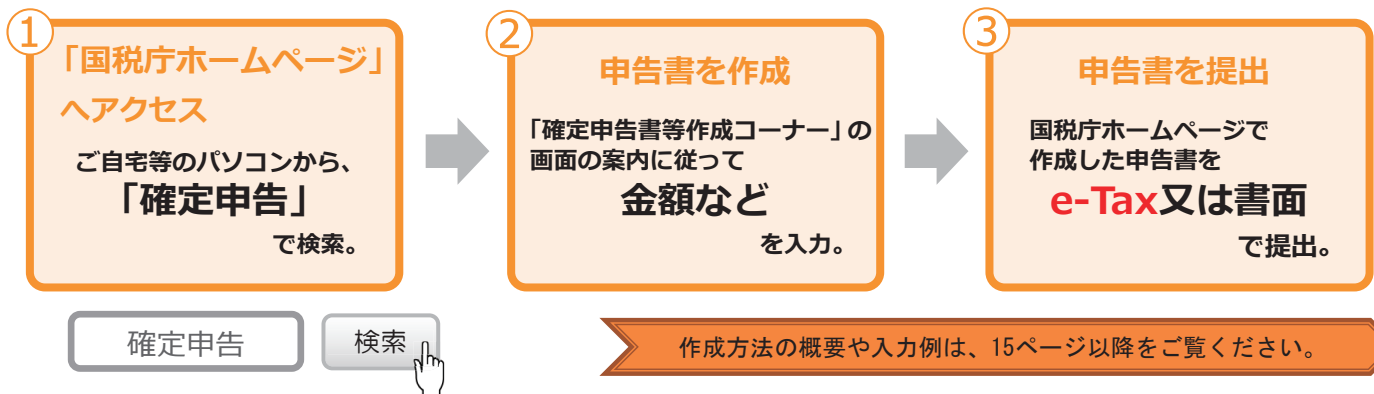 ①
「国税庁ホームページ」
へアクセス
ご自宅等のパソコンから、
「確定申告」
で検索。
②
申告書を作成
「確定申告書等作成コーナー」の
画面の案内に従って
金額など
を入力。
③
申告書を提出
国税庁ホームページで
作成した申告書を
e-Tax又は書面
で提出。
確定申告
検索
作成方法の概要や入力例は、15ページ以降をご覧ください。